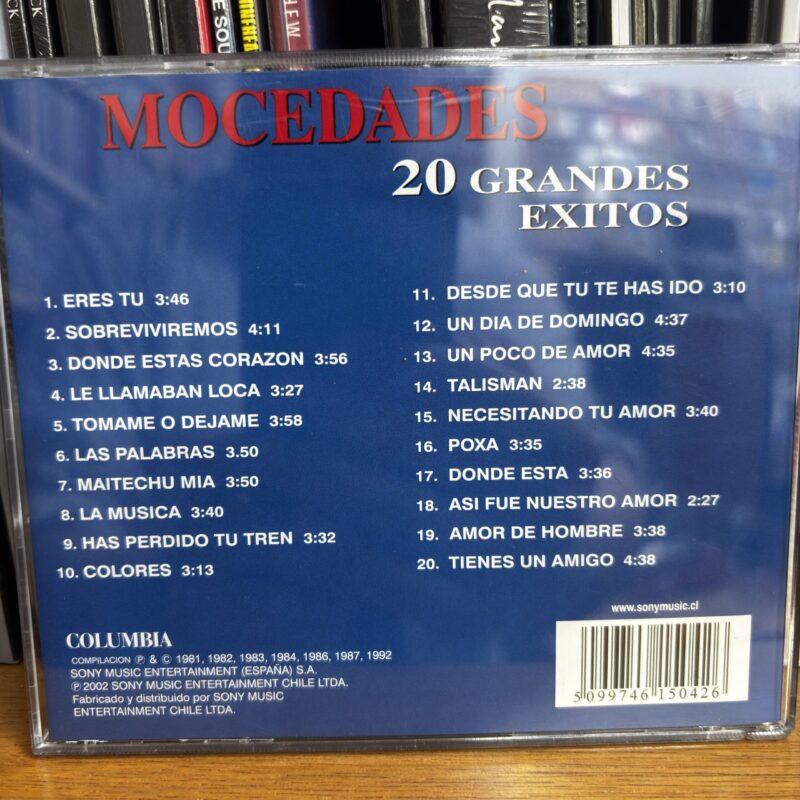 MOCEDADES
20 GRANDES
EXITOS
1. ERES TU 3:46
2. SOBREVIVIREMOS 4:11
3. DONDE ESTAS CORAZON 3:56
4. LE LLAMABAN LOCA 3:27
5. TOMAME O DEJAME 3:58
6. LAS PALABRAS 3.50
7. MAITECHU MIA 3:50
8. LA MUSICA 3:40
9. HAS PERDIDO TU TREN 3:32
10. COLORES 3:13
11. DESDE QUE TU TE HAS IDO 3:10
12. UN DIA DE DOMINGO 4:37
13. UN POCO DE AMOR 4:35
14. TALISMAN 2:38
15. NECESITANDO TU AMOR 3:40
16. POXA 3:35
17. DONDE ESTA 3:36
18. ASI FUE NUESTRO AMOR 2:27
19. AMOR DE HOMBRE 3:38
20. TIENES UN AMIGO 4:38
www.sonymusic.cl
COLUMBIA
COMPILACION ℗ & © 1981, 1982, 1983, 1984, 1986, 1987, 1992
SONY MUSIC ENTERTAINMENT (ESPAÑA) S.A.
℗ 2002 SONY MUSIC ENTERTAINMENT CHILE LTDA.
Fabricado y distribuido por SONY MUSIC
ENTERTAINMENT CHILE LTDA.
5 099746 150426